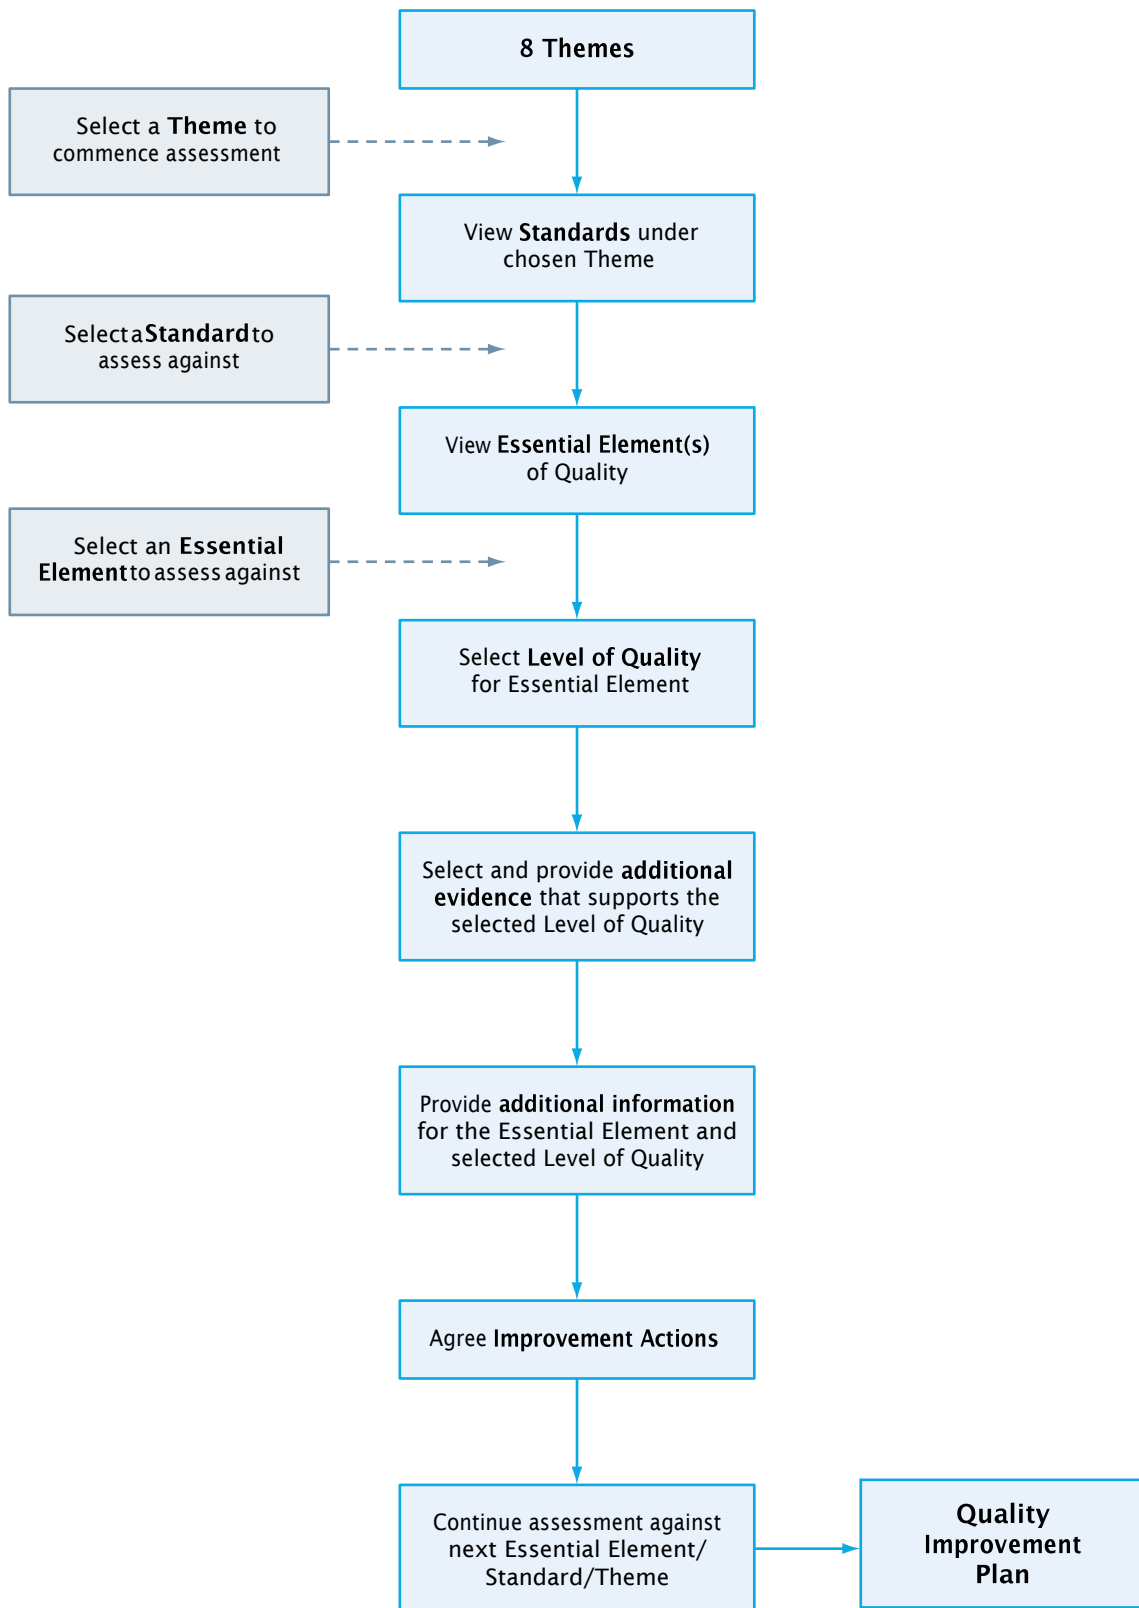 8 Themes
Select a Theme to
commence assessment
View Standards under
chosen Theme
Select a Standard to
assess against
View Essential Element(s)
of Quality
Select an Essential
Element to assess against
Select Level of Quality
for Essential Element
Select and provide additional
evidence that supports the
selected Level of Quality
Provide additional information
for the Essential Element and
selected Level of Quality
Agree Improvement Actions
Continue assessment against
next Essential Element/
Standard/Theme
Quality
Improvement
Plan